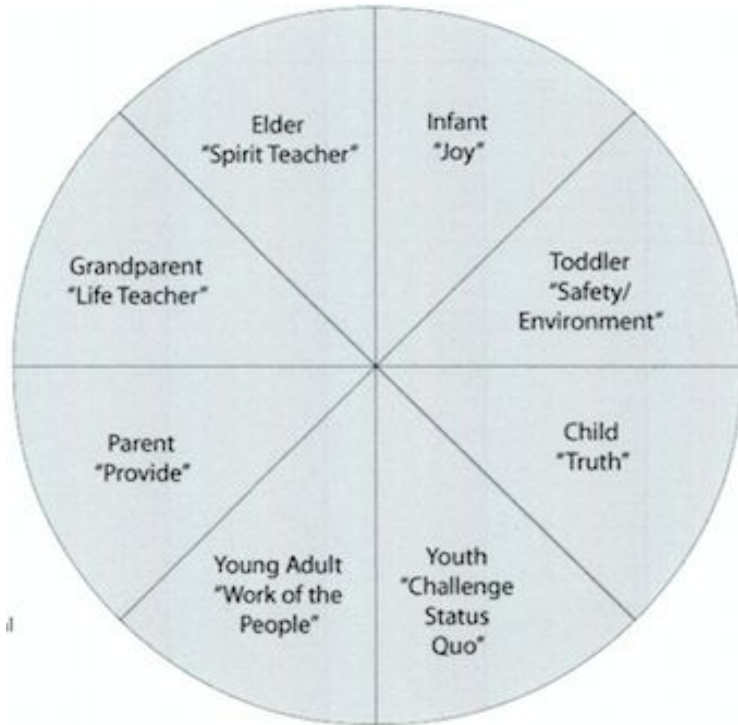 Elder
"Spirit Teacher"
Infant
"Joy"
Toddler
"Safety/
Environment"
Child
"Truth"
Youth
"Challenge
Status
Quo"
Young Adult
"Work of the
People"
Parent
"Provide"
Grandparent
"Life Teacher"